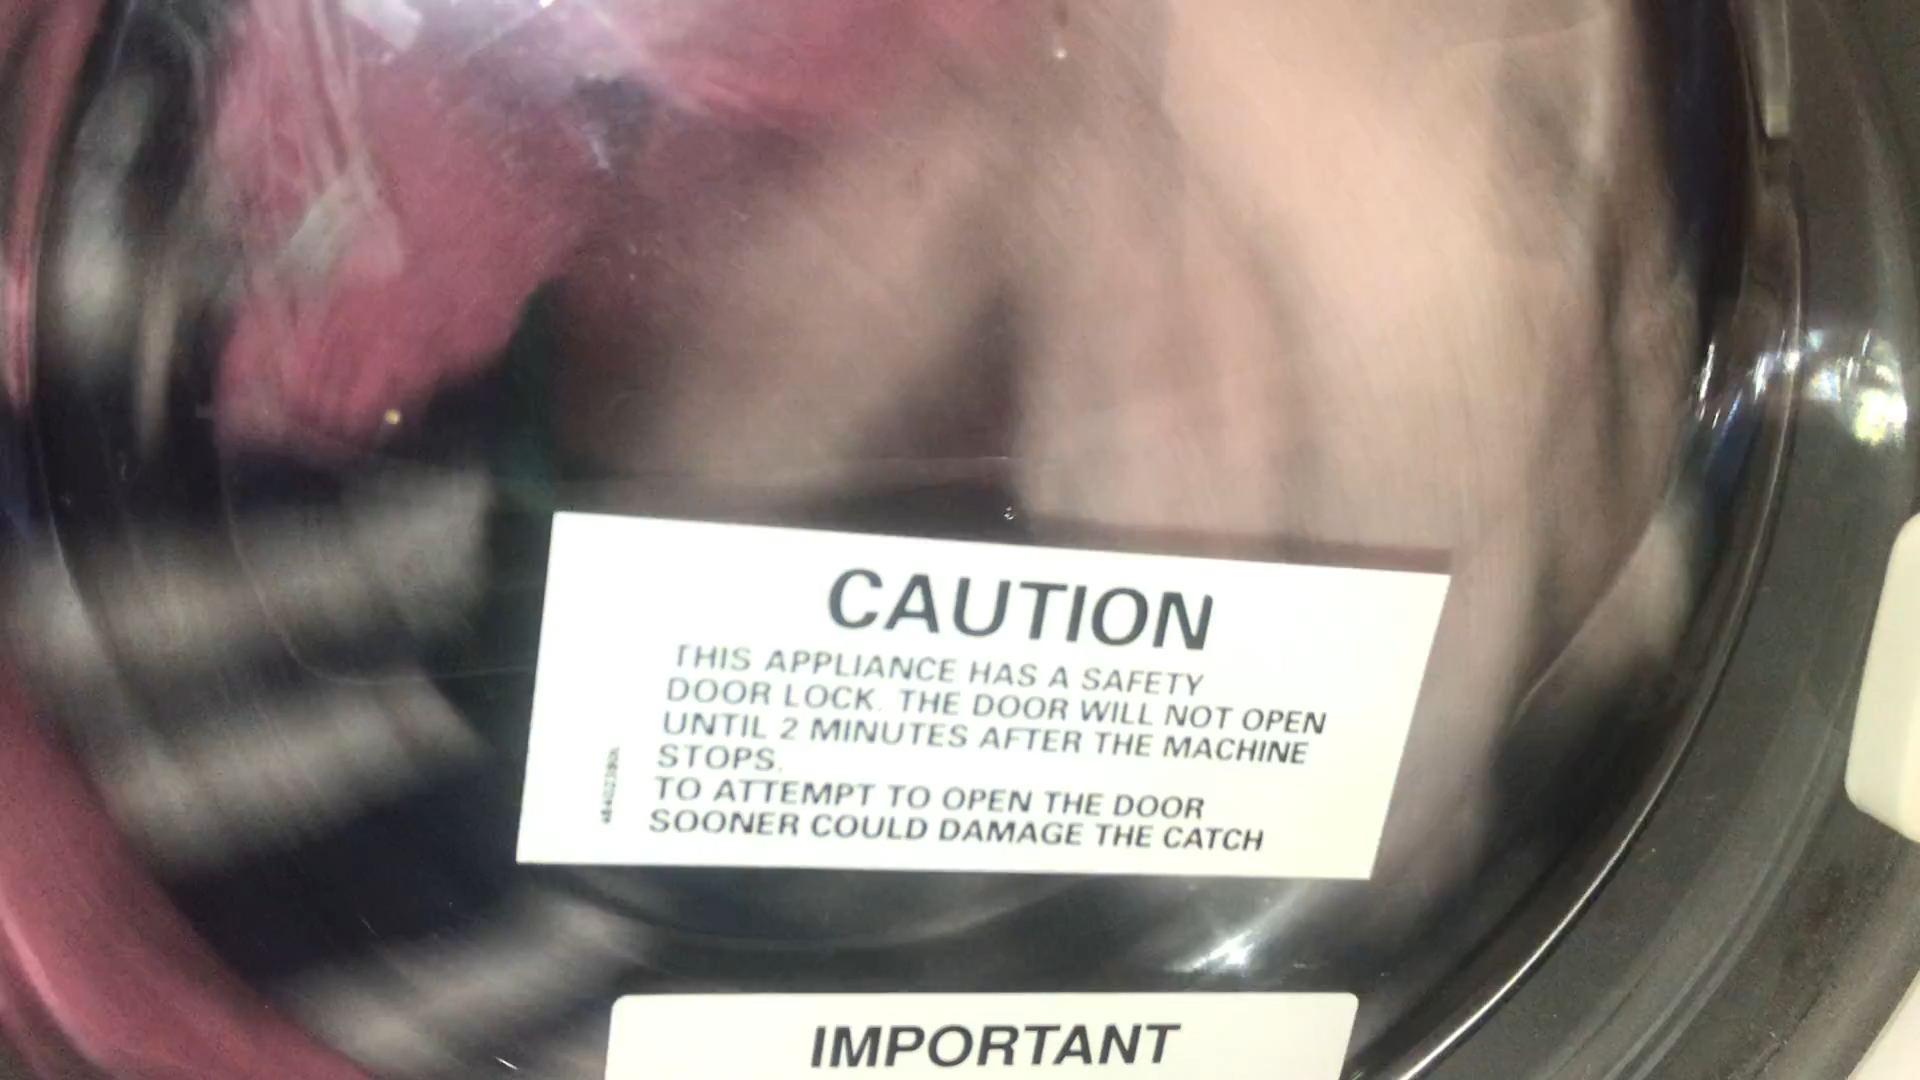 CAUTION
THIS APPLIANCE HAS A SAFETY
DOOR LOCK. THE DOOR WILL NOT OPEN
UNTIL 2 MINUTES AFTER THE MACHINE
STOPS.
TO ATTEMPT TO OPEN THE DOOR
SOONER COULD DAMAGE THE CATCH
IMPORTANT